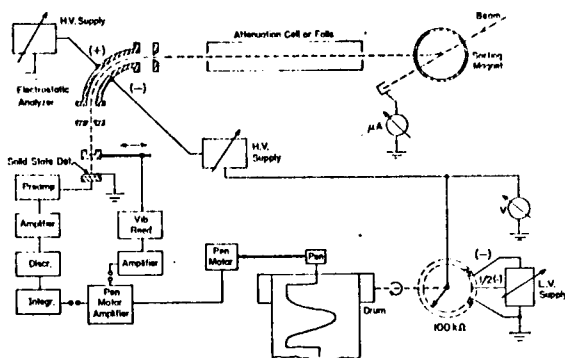 H.V. Supply
(+)
Attenuation Cell or Foils
Beam
Sorting
Magnet
Electrostatic
Analyzer
(−)
μA
H.V.
Supply
Solid State Det.
Preamp
Vib
Reed
V
Amplifier
Amplifier
Discr.
Pen
Motor
Pen
(−)
1/2(-)
L.V.
Supply
Integr.
Pen
Motor
Amplifier
Drum
100 kΩ